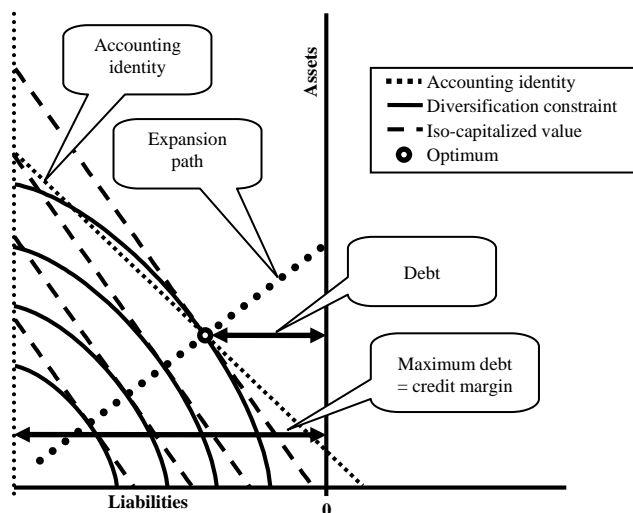 Accounting
identity
Assets
Accounting identity
Diversification constraint
Iso-capitalized value
Optimum
Expansion
path
Debt
Maximum debt
= credit margin
Liabilities
0